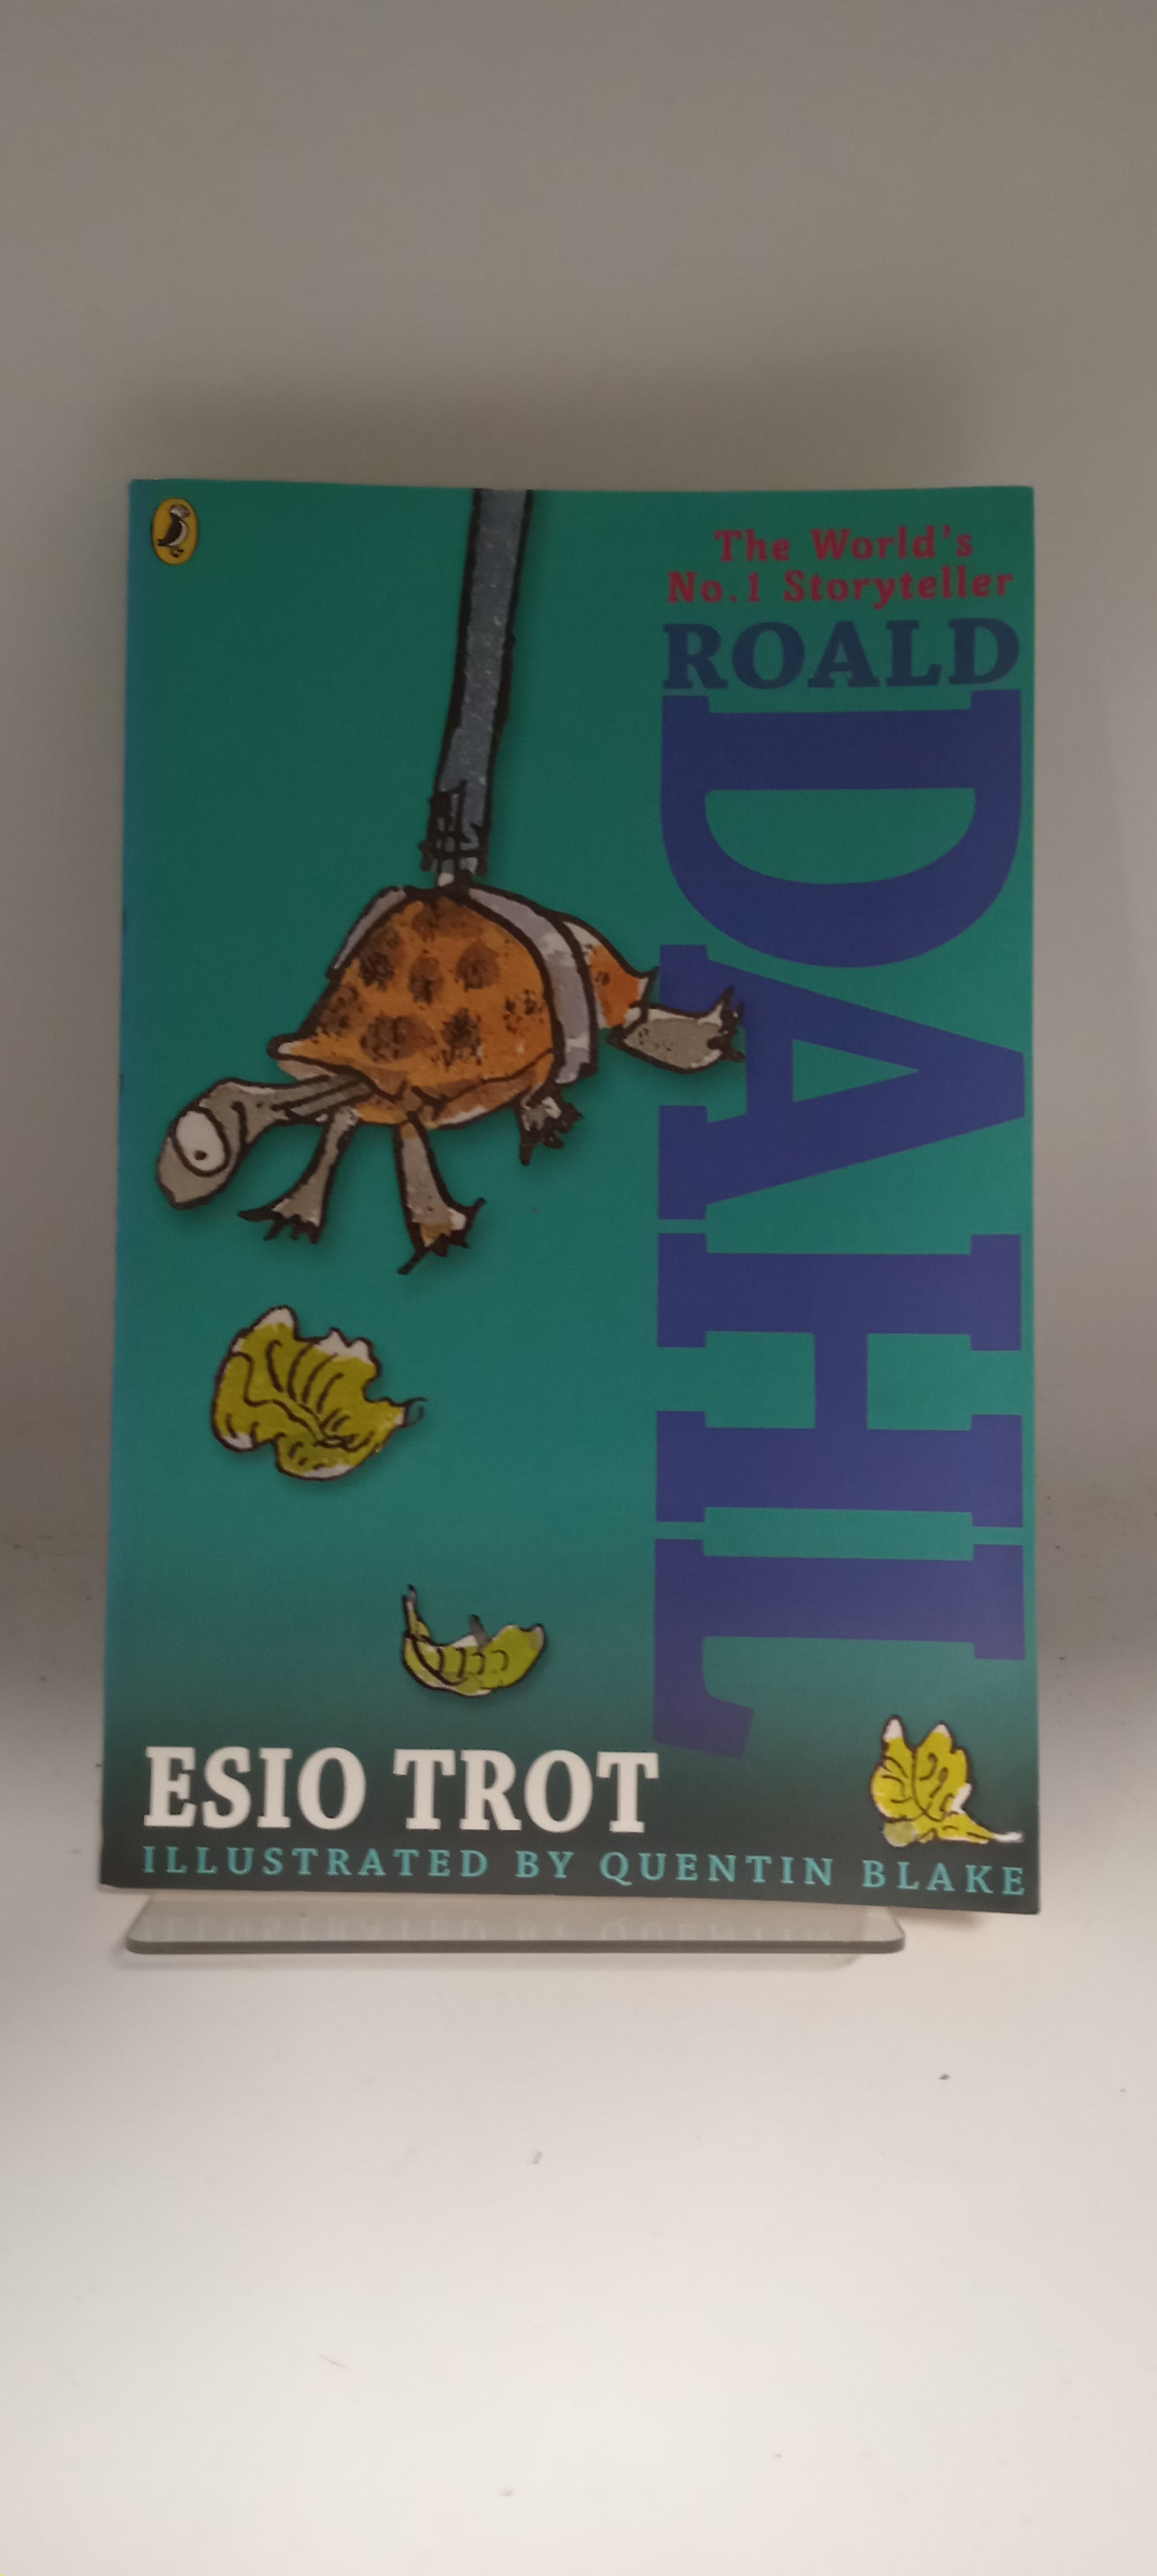 The World's
No.1 Storyteller
ROALD
DAHL
ESIO TROT
ILLUSTRATED BY QUENTIN BLAKE